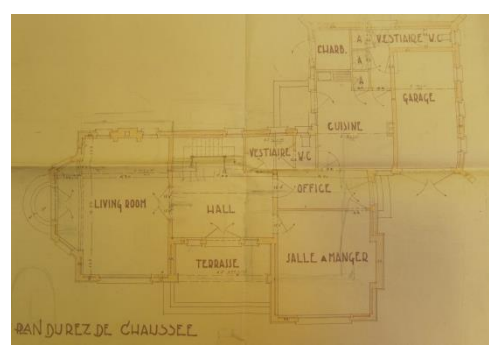 VESTIAIRE W.C
CHARB.
A
A
A
GARAGE
CUISINE
VESTIAIRE W.C
OFFICE
LIVING ROOM
HALL
TERRASSE
SALLE A MANGER
PLAN DU REZ DE CHAUSSEE